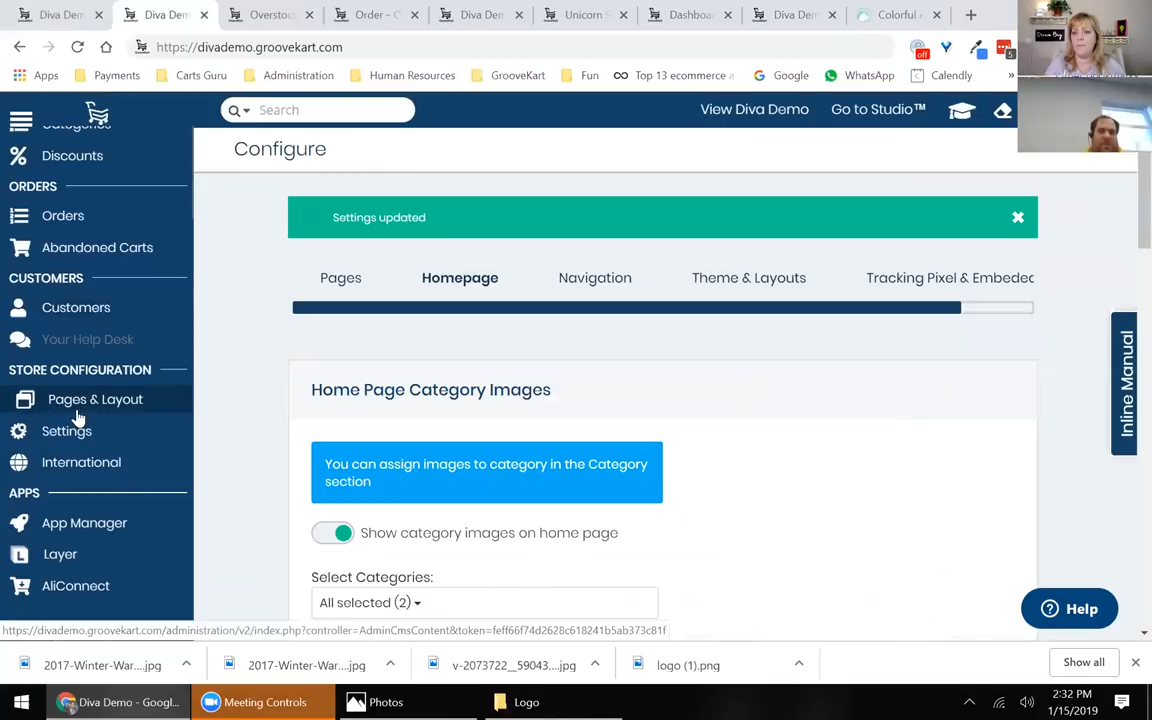 Diva Dem
Diva Dem
Overstoc
Order - C
Diva Dem
Unicorn S
Dashboa
Diva Dem
Colorful
https://divademo.groovekart.com
off
5
Apps
Payments
Carts Guru
Administration
Human Resources
GrooveKart
Fun
Top 13 ecommerce a
Google
WhatsApp
Calendly
»
Search
View Diva Demo
Go to Studio™
Categories
Discounts
ORDERS
Orders
Abandoned Carts
CUSTOMERS
Customers
Your Help Desk
STORE CONFIGURATION
Pages & Layout
Settings
International
APPS
App Manager
Layer
AliConnect
Configure
Settings updated
Pages
Homepage
Navigation
Theme & Layouts
Tracking Pixel & Embeded
Home Page Category Images
You can assign images to category in the Category
section
Show category images on home page
Select Categories:
All selected (2)
Inline Manual
Help
https://divademo.groovekart.com/administration/v2/index.php?controller=AdminCmsContent&token=feff66f74d2628c618241b5ab373c81f
2017-Winter-War....jpg
2017-Winter-War....jpg
v-2073722__59043....jpg
logo (1).png
Show all
Diva Demo - Googl...
Meeting Controls
Photos
Logo
2:32 PM
1/15/2019